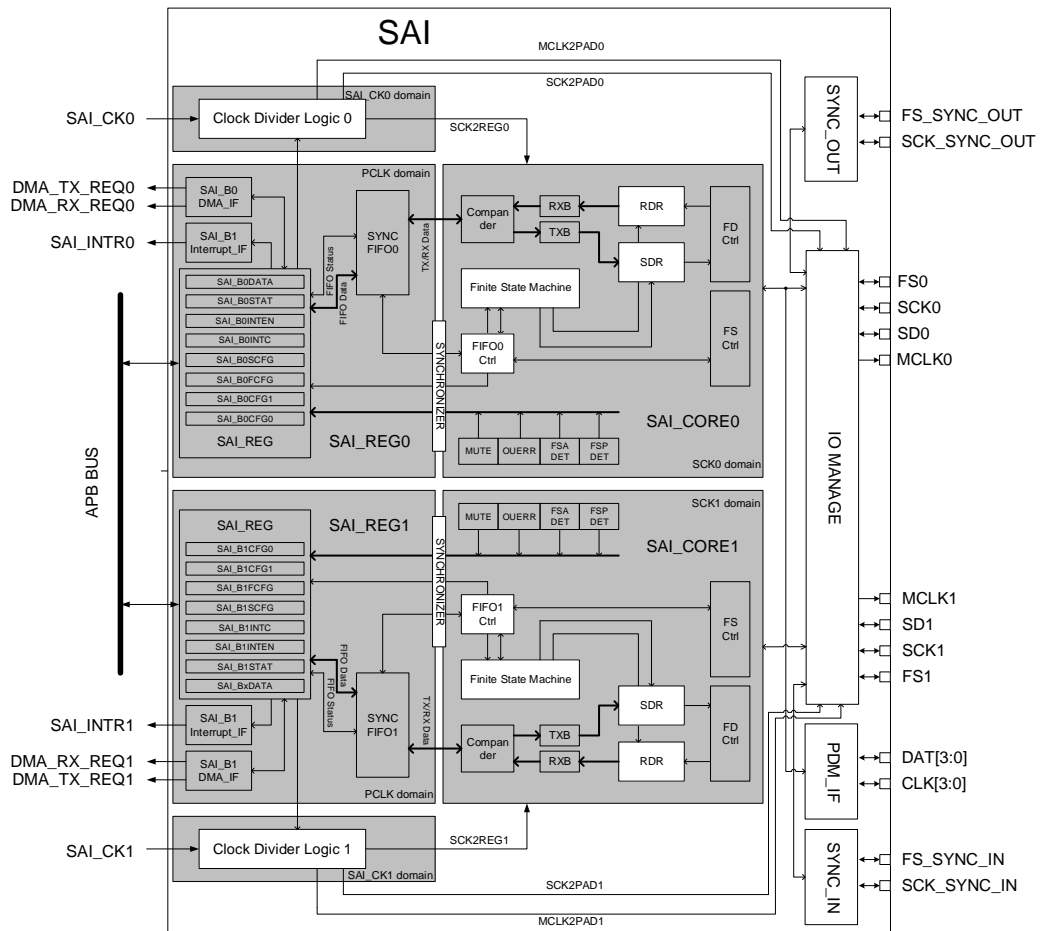 SAI
MCLK2PAD0
SCK2PAD0
SAI_CK0 domain
SAI_CK0
Clock Divider Logic 0
SCK2REG0
SYNC_OUT
FS_SYNC_OUT
SCK_SYNC_OUT
PCLK domain
DMA_TX_REQ0
DMA_RX_REQ0
SAI_B0
DMA_IF
SAI_INTR0
SAI_B1
Interrupt_IF
SYNC
FIFO0
FIFO Status
FIFO Data
TX/RX Data
Compa
nder
RXB
TXB
RDR
SDR
FD
Ctrl
SAI_B0DATA
SAI_B0STAT
SAI_B0INTEN
SAI_B0INTC
SAI_B0SCFG
SAI_B0FCFG
SAI_B0CFG1
SAI_B0CFG0
SAI_REG
SAI_REG0
Finite State Machine
FIFO0
Ctrl
FS
Ctrl
SYNCHRONIZER
SAI_CORE0
MUTE
OUERR
FSA
DET
FSP
DET
SCK0 domain
FS0
SCK0
SD0
MCLK0
IO MANAGE
APB BUS
SCK1 domain
SAI_REG
SAI_REG1
MUTE
OUERR
FSA
DET
FSP
DET
SYNCHRONIZER
SAI_CORE1
SAI_B1CFG0
SAI_B1CFG1
SAI_B1FCFG
SAI_B1SCFG
SAI_B1INTC
SAI_B1INTEN
SAI_B1STAT
SAI_BxDATA
FIFO1
Ctrl
FS
Ctrl
Finite State Machine
MCLK1
SD1
SCK1
FS1
FIFO Data
FIFO Status
SYNC
FIFO1
TX/RX Data
Compa
nder
TXB
RXB
SDR
RDR
FD
Ctrl
SAI_INTR1
SAI_B1
Interrupt_IF
DMA_RX_REQ1
DMA_TX_REQ1
SAI_B1
DMA_IF
PCLK domain
PDM_IF
DAT[3:0]
CLK[3:0]
SAI_CK1
Clock Divider Logic 1
SCK2REG1
SAI_CK1 domain
SCK2PAD1
MCLK2PAD1
SYNC_IN
FS_SYNC_IN
SCK_SYNC_IN